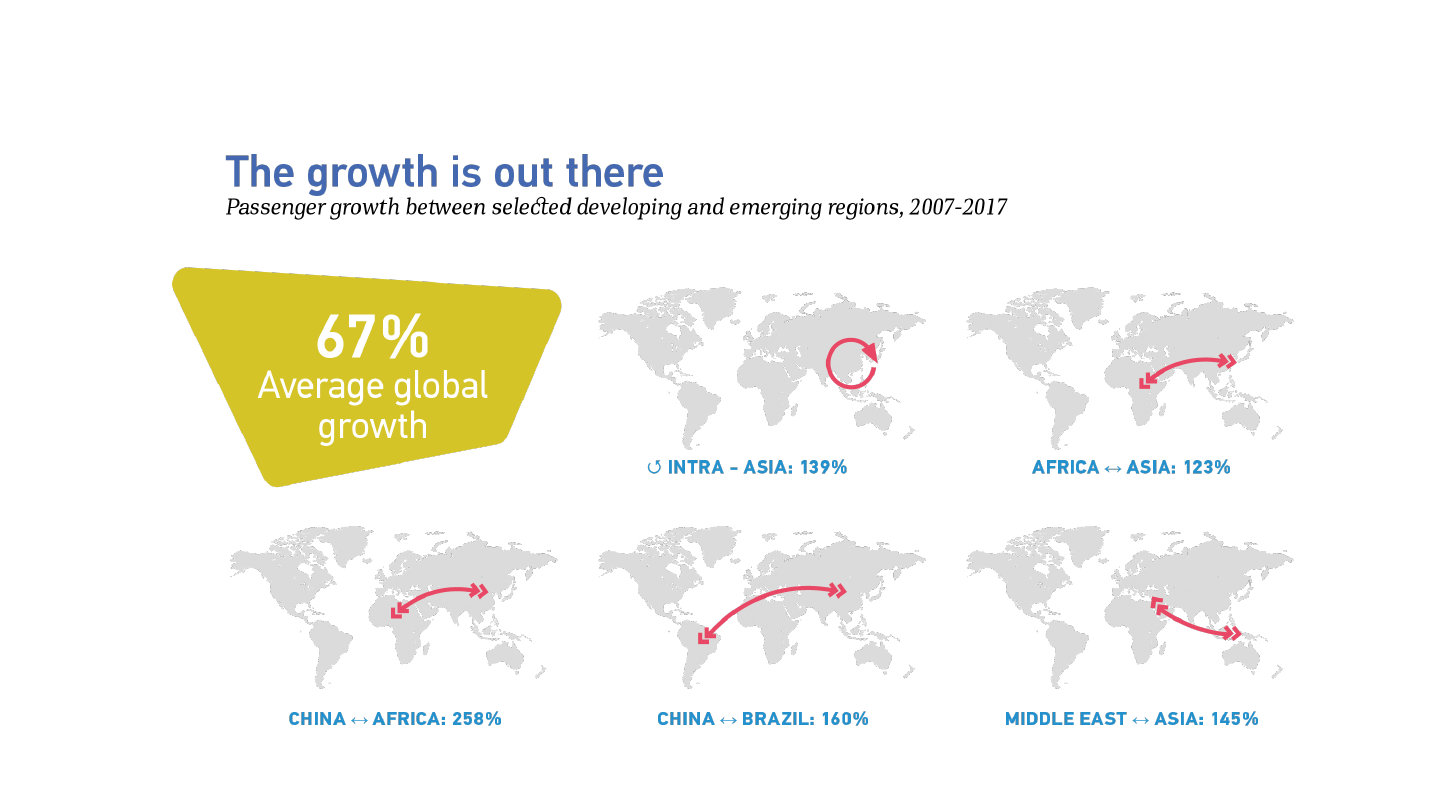 The growth is out there
Passenger growth between selected developing and emerging regions, 2007-2017
67%
Average global
growth
↺ INTRA – ASIA: 139%
AFRICA ↔ ASIA: 123%
CHINA ↔ AFRICA: 258%
CHINA ↔ BRAZIL: 160%
MIDDLE EAST ↔ ASIA: 145%